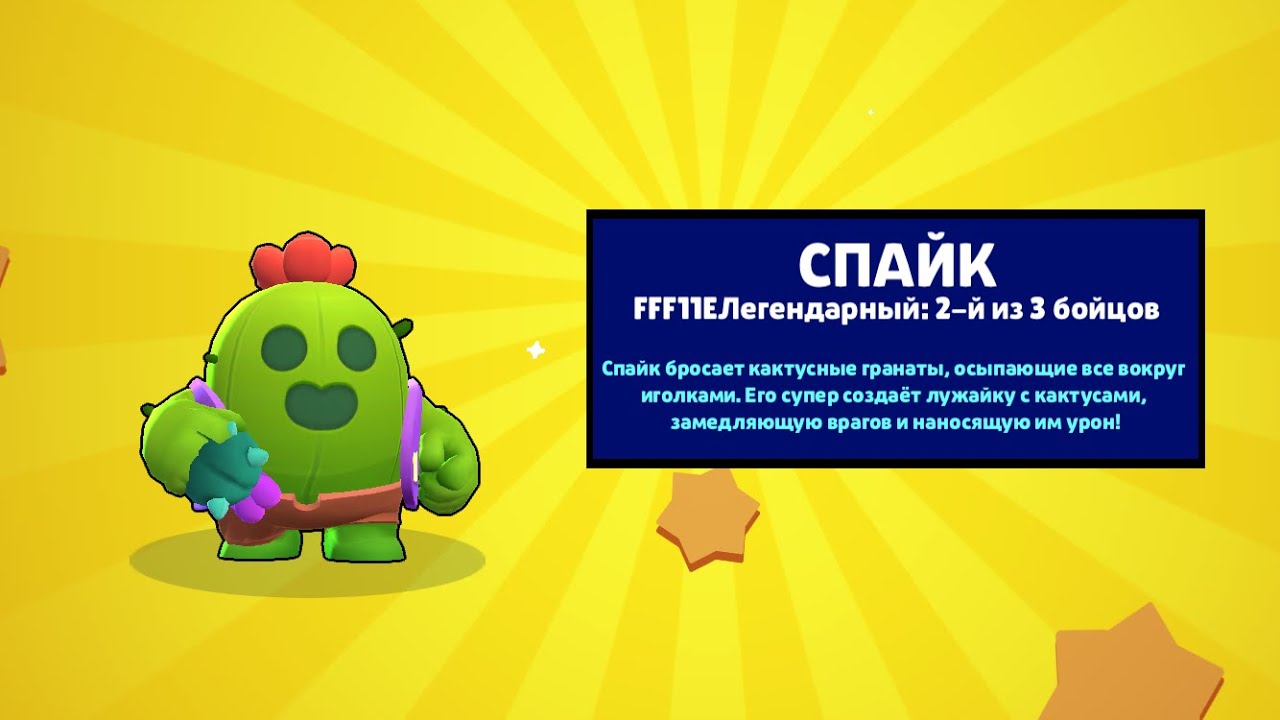 СПАЙК
FFF11EЛегендарный: 2-й из 3 бойцов
Спайк бросает кактусные гранаты, осыпающие все вокруг
иголками. Его супер создаёт лужайку с кактусами,
замедляющую врагов и наносящую им урон!